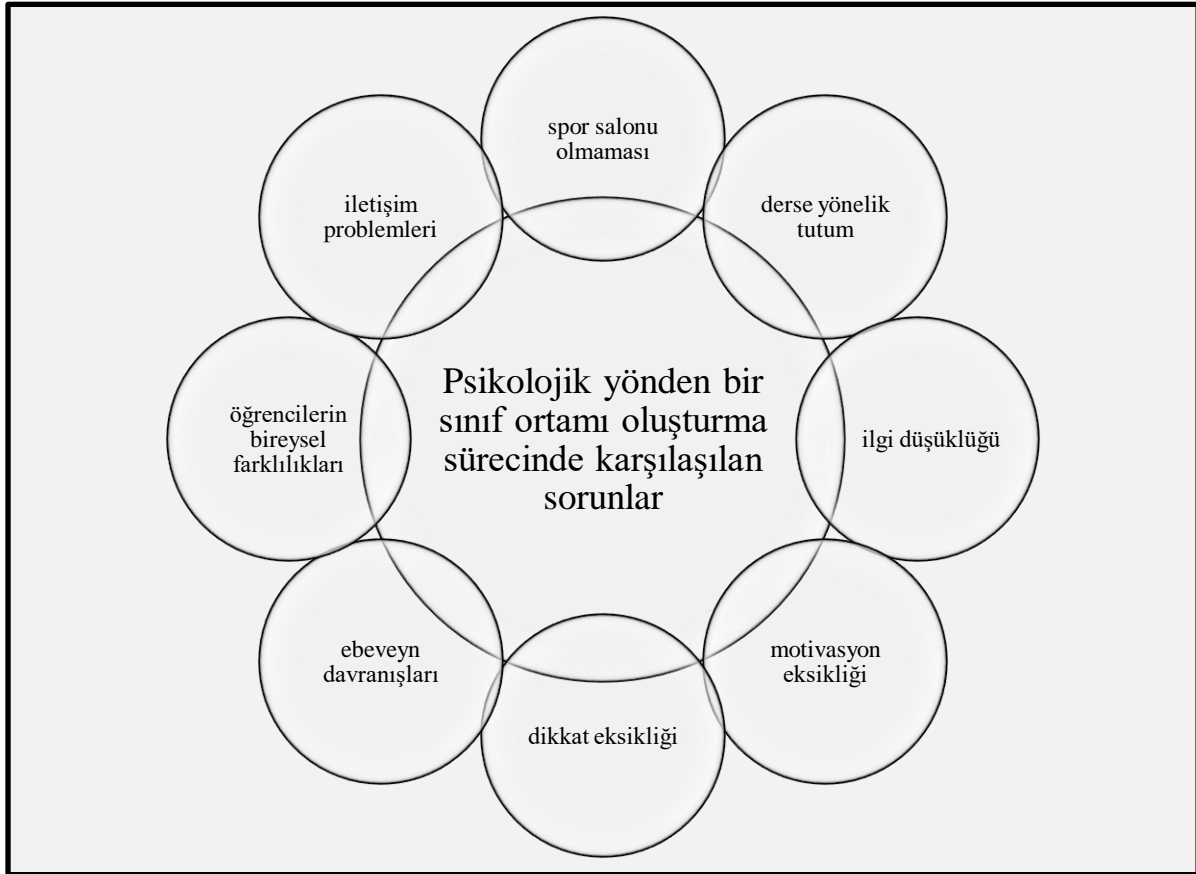 spor salonu
olmaması
derse yönelik
tutum
ilgi düşüklüğü
motivasyon
eksikliği
dikkat eksikliği
ebeveyn
davranışları
öğrencilerin
bireysel
farklılıkları
iletişim
problemleri
Psikolojik yönden bir
sınıf ortamı oluşturma
sürecinde karşılaşılan
sorunlar